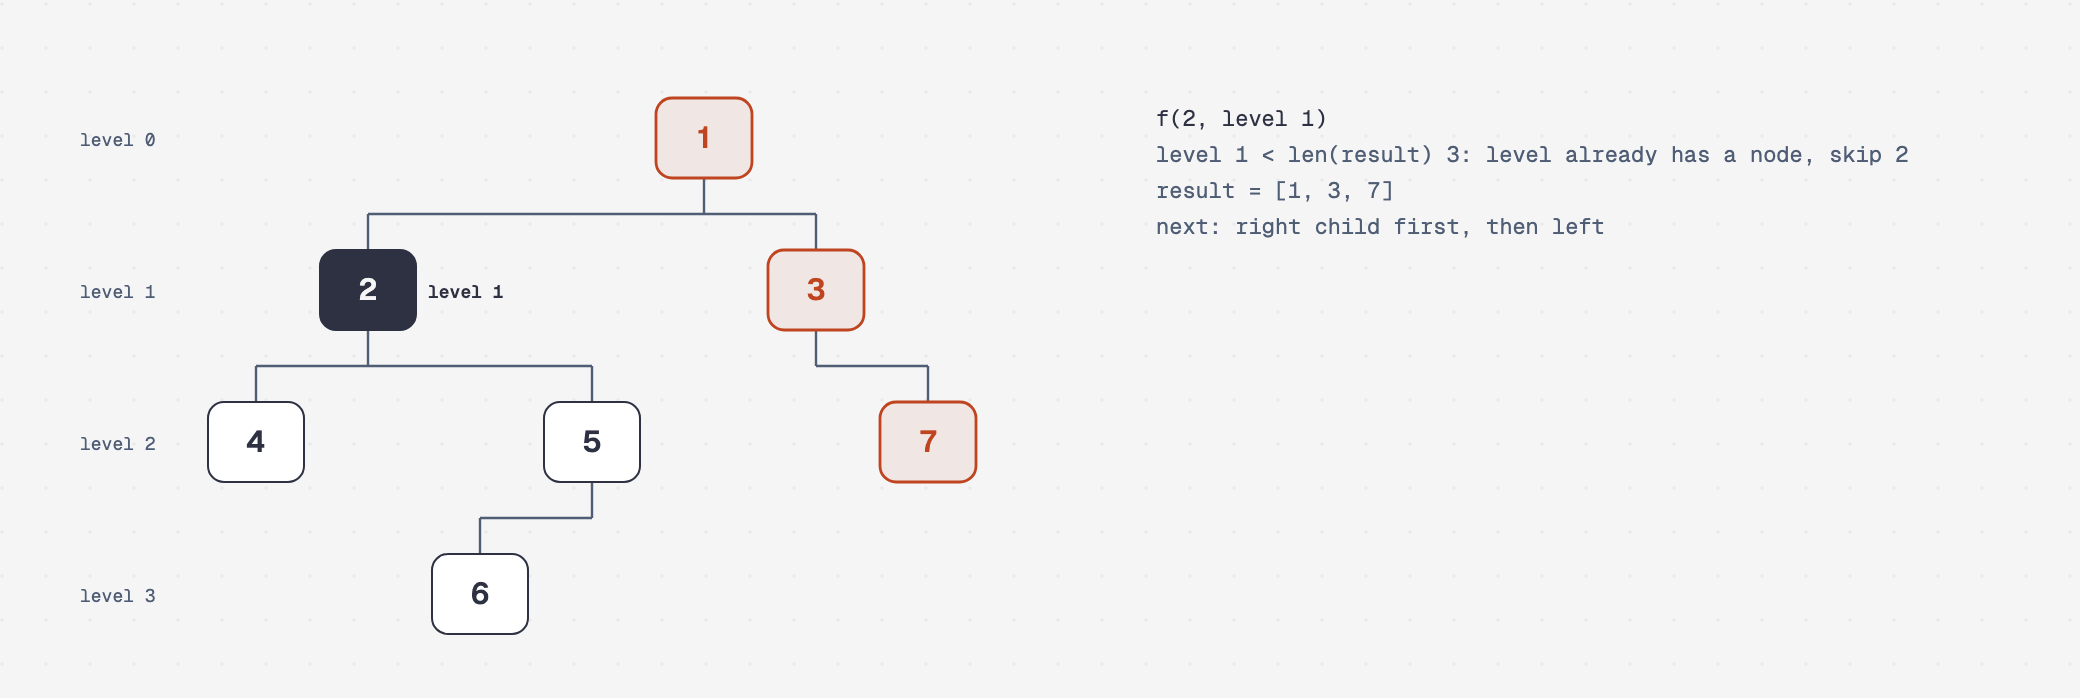 level 0
1
f(2, level 1)
level 1 < len(result) 3: level already has a node, skip 2
result = [1, 3, 7]
next: right child first, then left
level 1
2
level 1
3
level 2
4
5
7
level 3
6